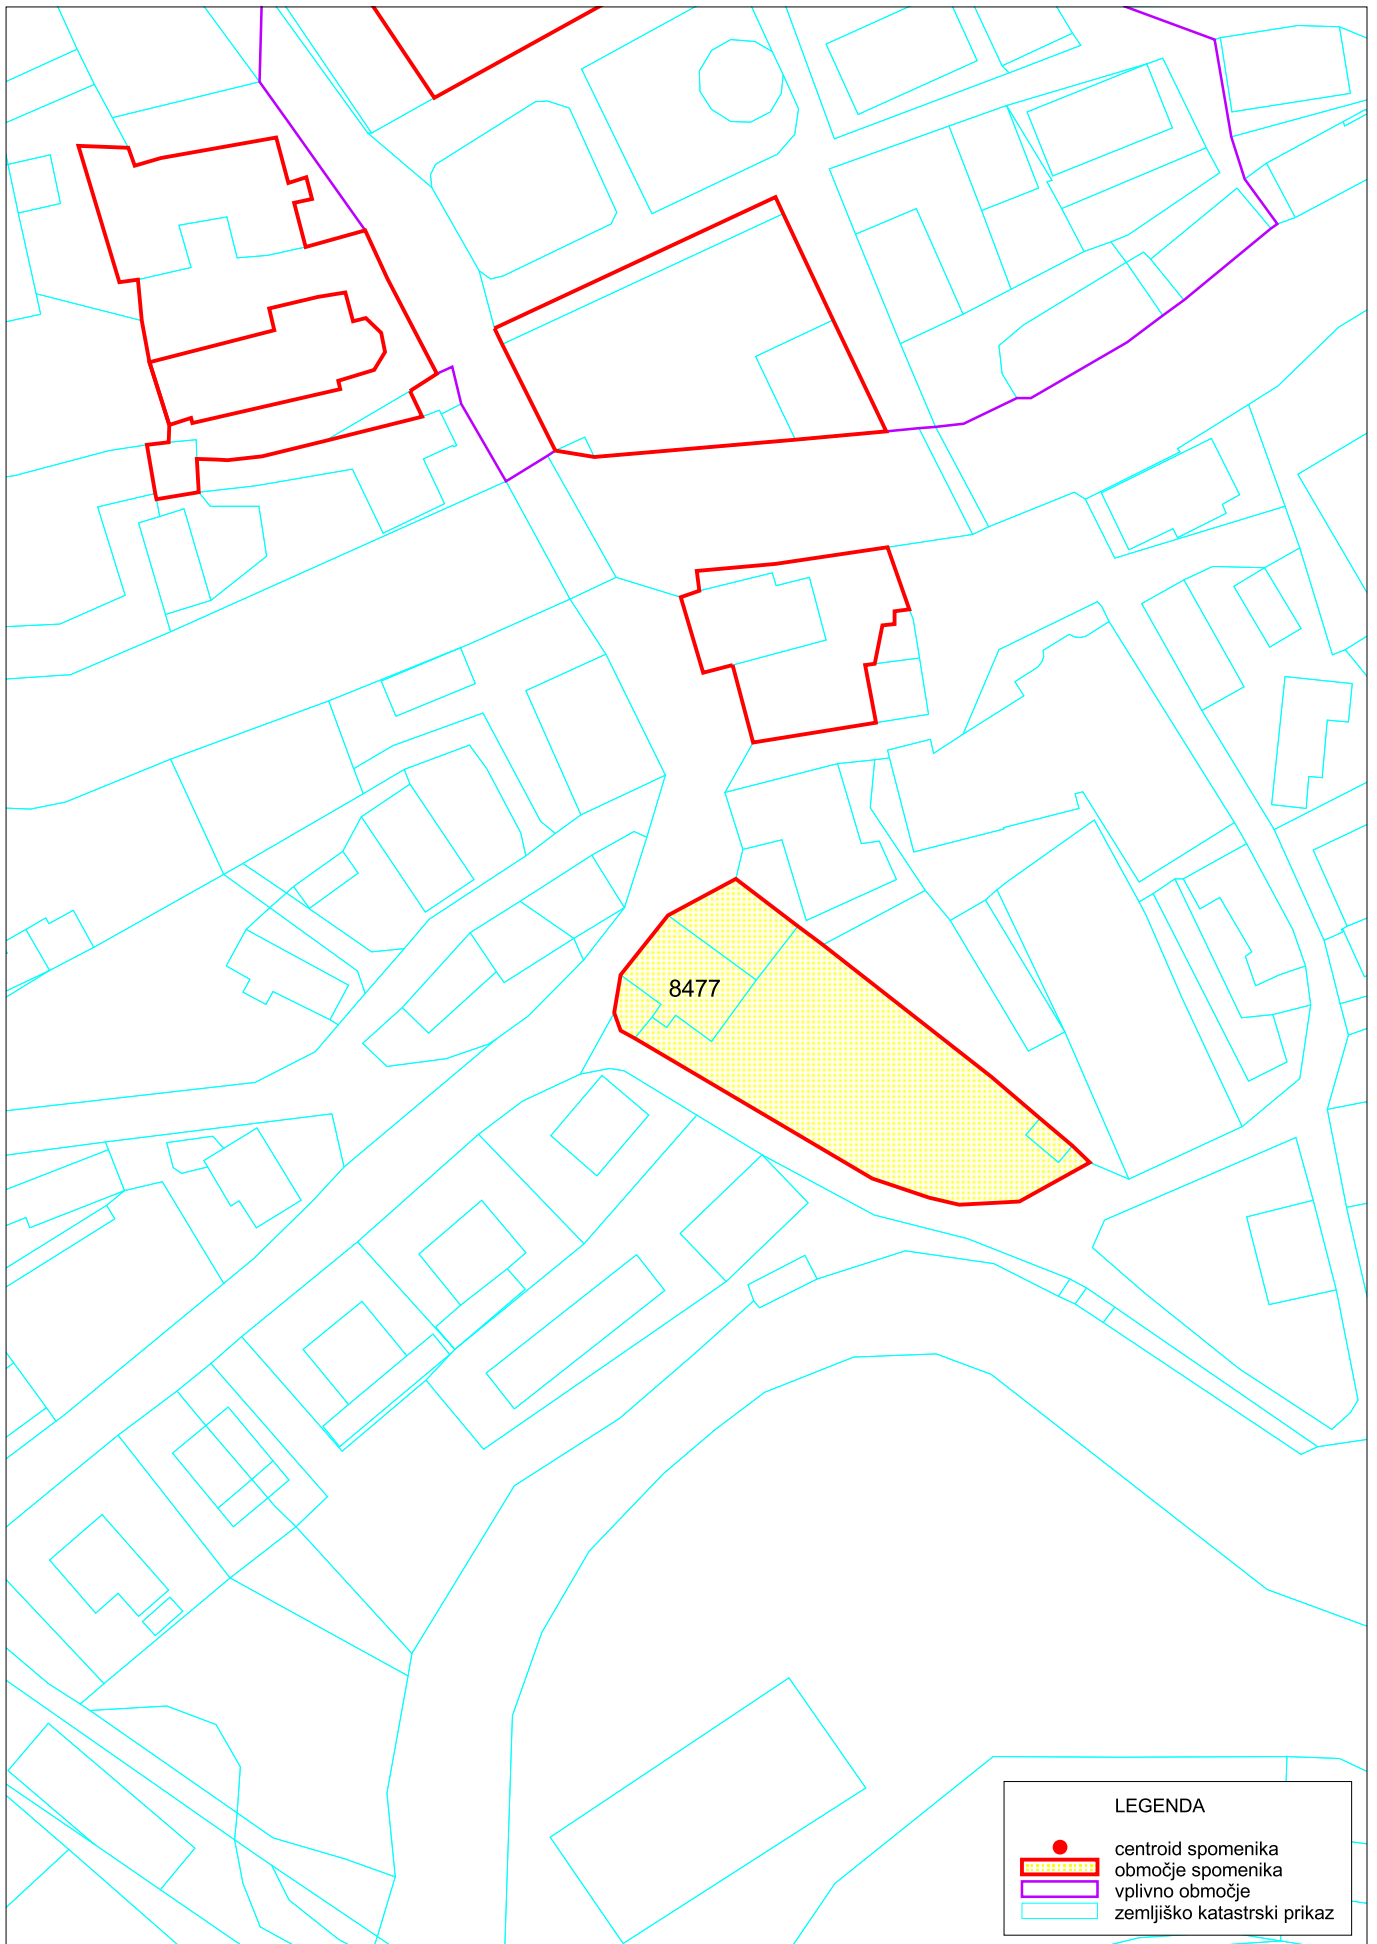 8477
LEGENDA
centroid spomenika
območje spomenika
vplivno območje
zemljiško katastrski prikaz